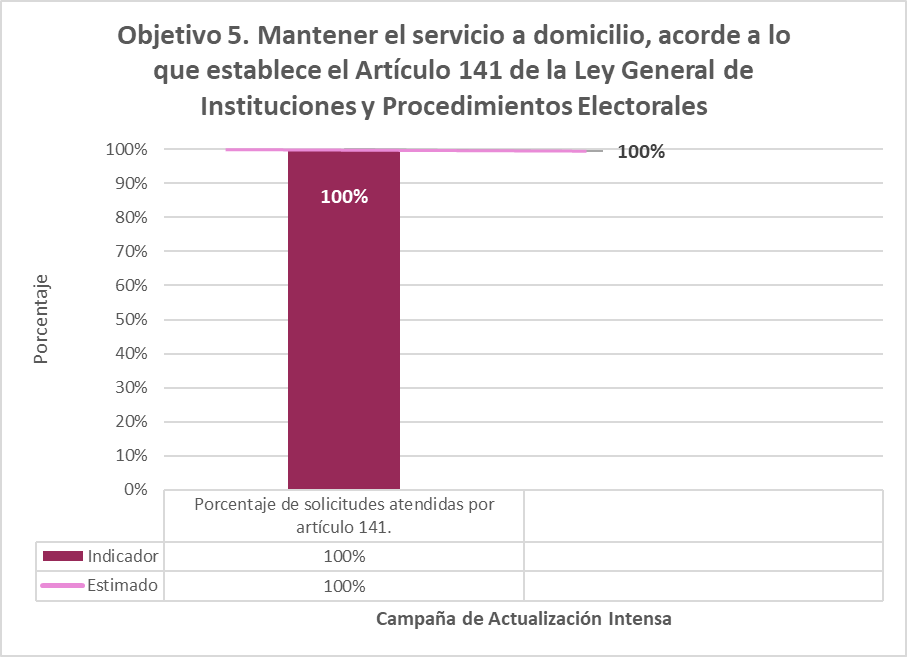 Objetivo 5. Mantener el servicio a domicilio, acorde a lo
que establece el Artículo 141 de la Ley General de
Instituciones y Procedimientos Electorales
100%
90%
80%
70%
60%
50%
40%
30%
20%
10%
0%
Porcentaje
100%
100%
Porcentaje de solicitudes atendidas por
artículo 141.
Indicador 100%
Estimado 100%
Campaña de Actualización Intensa